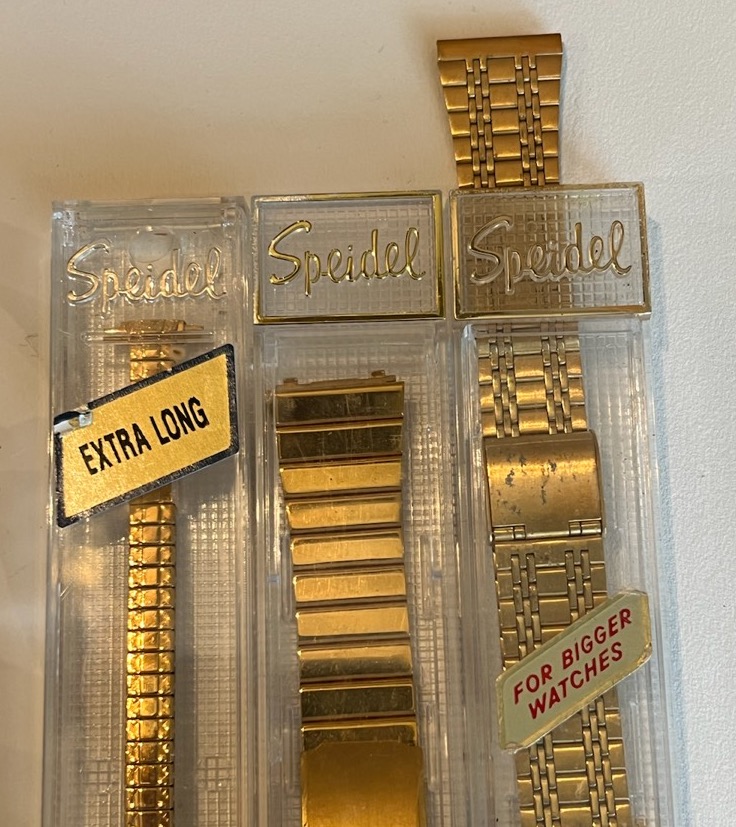 Speidel
Speidel
Speidel
EXTRA LONG
FOR BIGGER
WATCHES